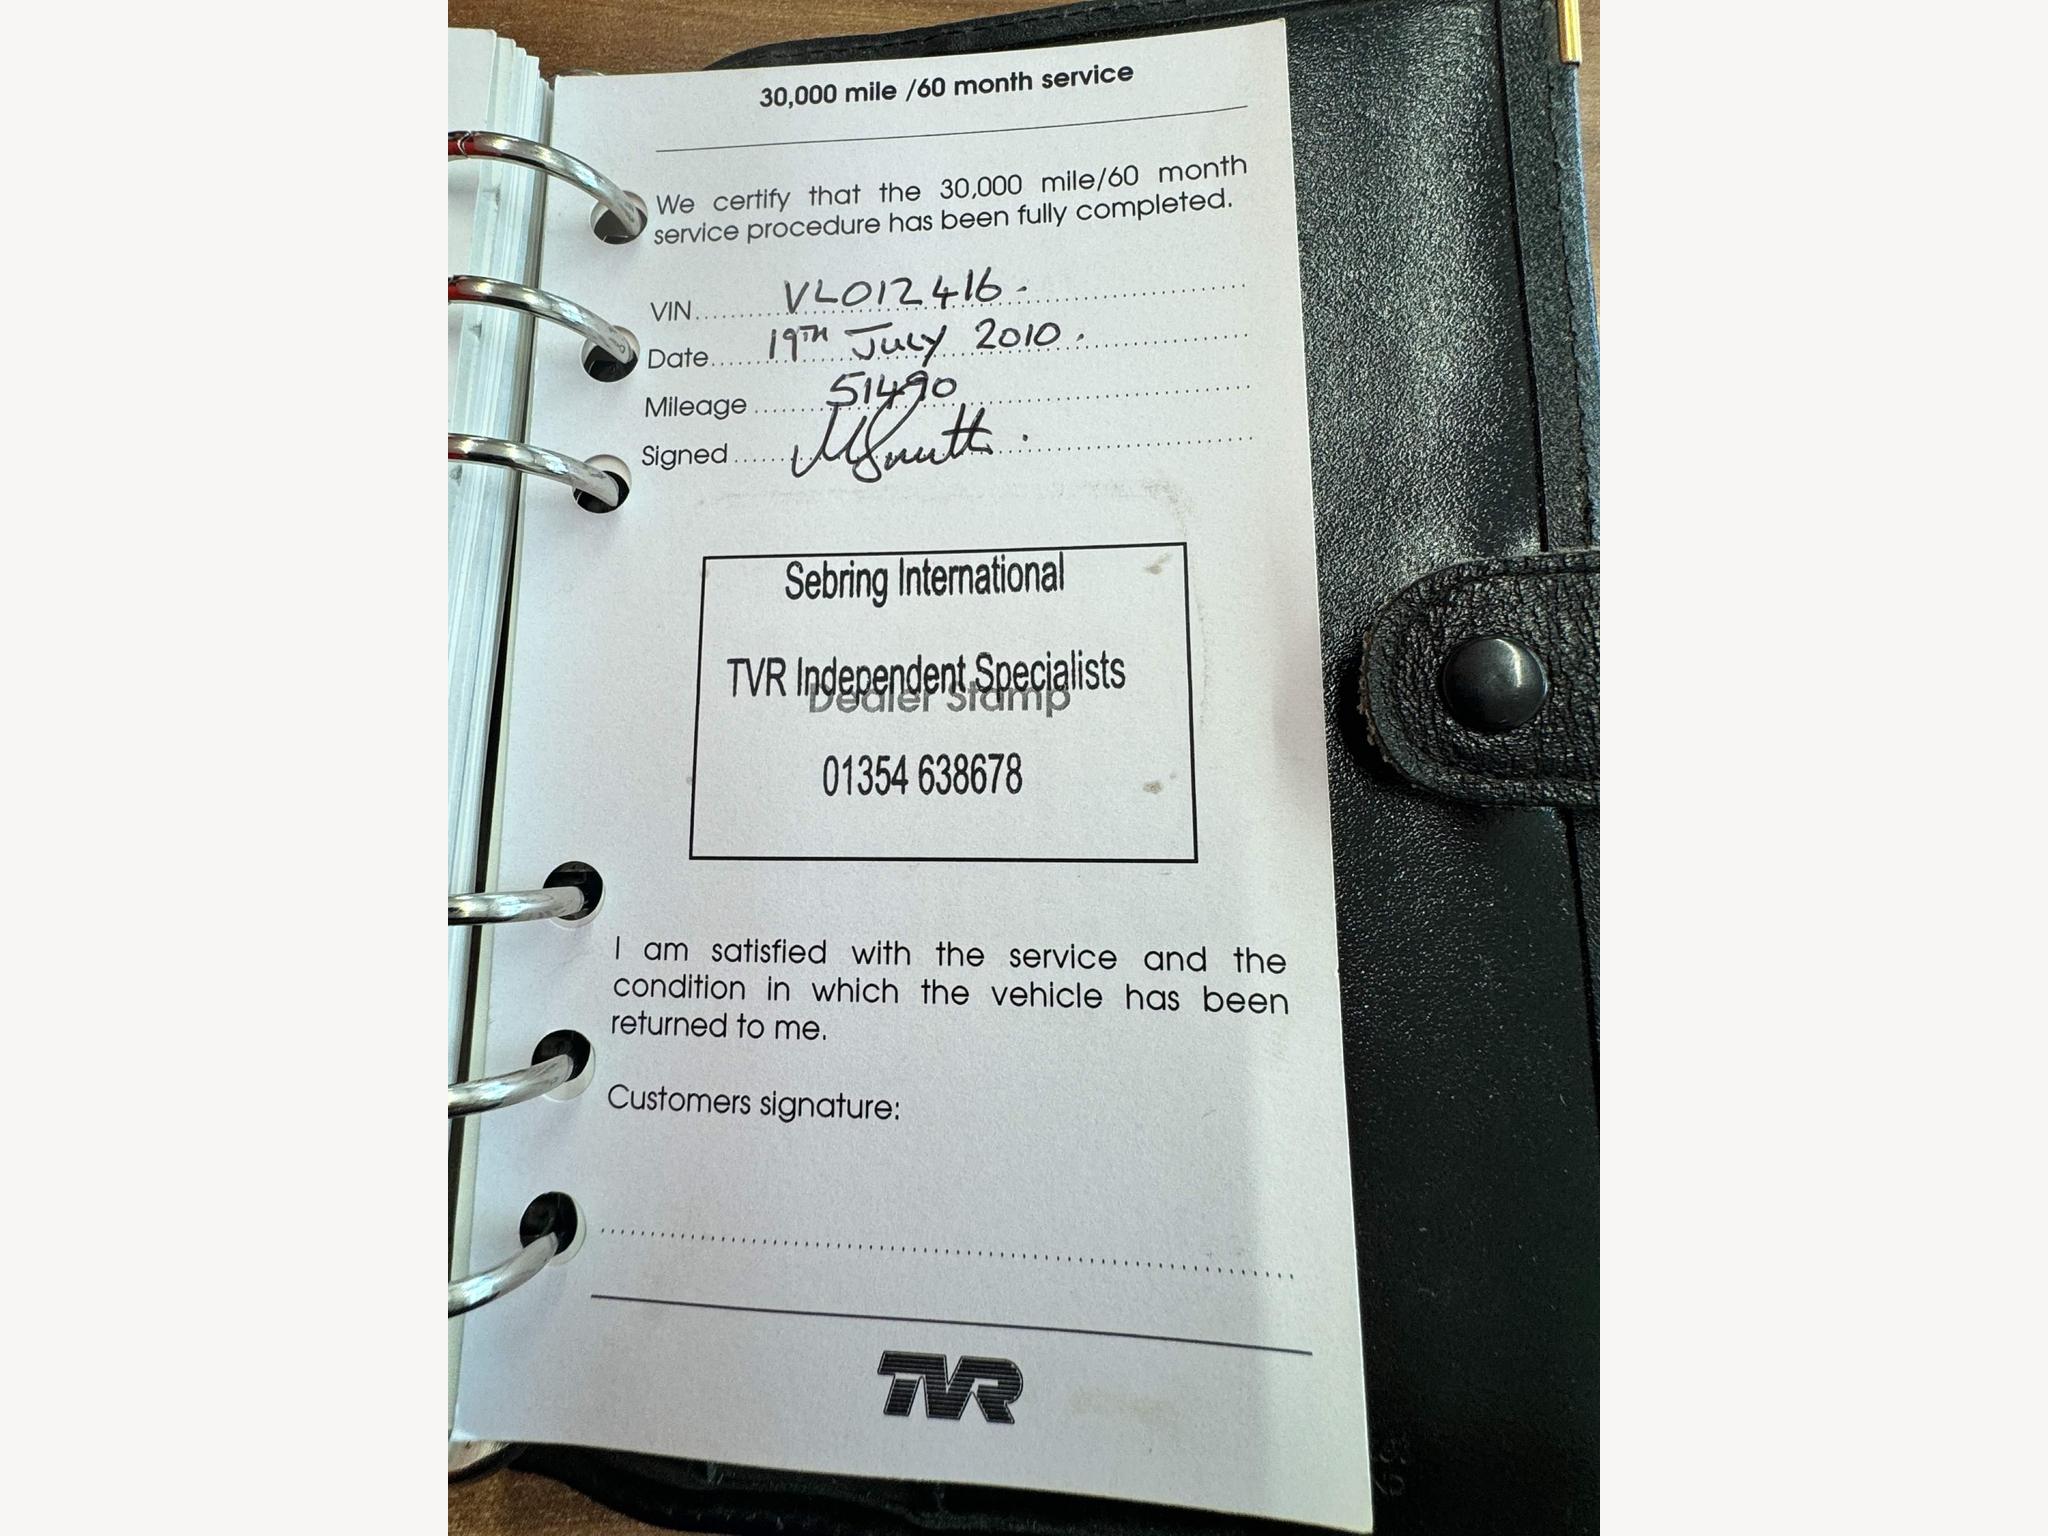 30,000 mile /60 month service
We certify that the 30,000 mile/60 month
service procedure has been fully completed.
VIN VL012416.
Date 19TH July 2010.
Mileage 51490
Signed MSmith.
Sebring International
TVR Independent Specialists
Dealer Stamp
01354 638678
I am satisfied with the service and the
condition in which the vehicle has been
returned to me.
Customers signature:
TVR